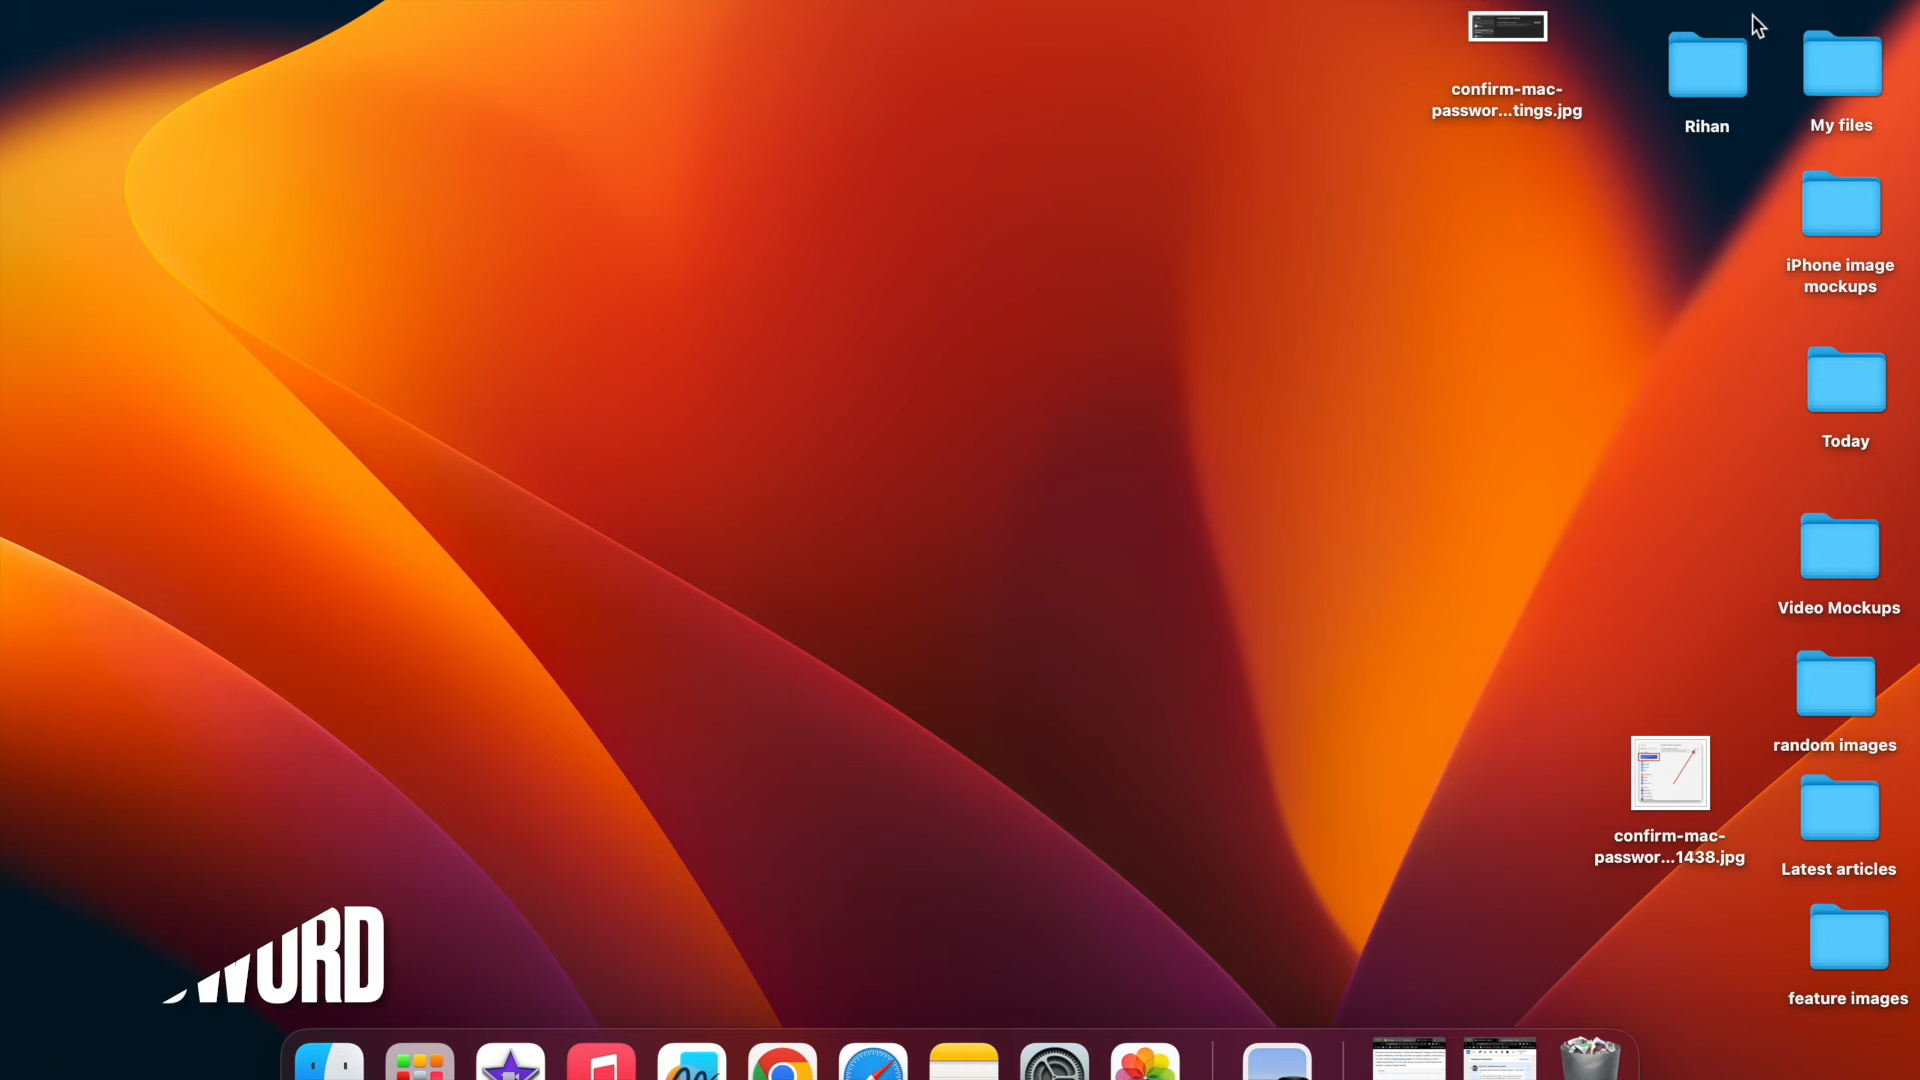 confirm-mac-
passwor...tings.jpg
Rihan
My files
iPhone image
mockups
Today
Video Mockups
random images
confirm-mac-
passwor...1438.jpg
Latest articles
feature images